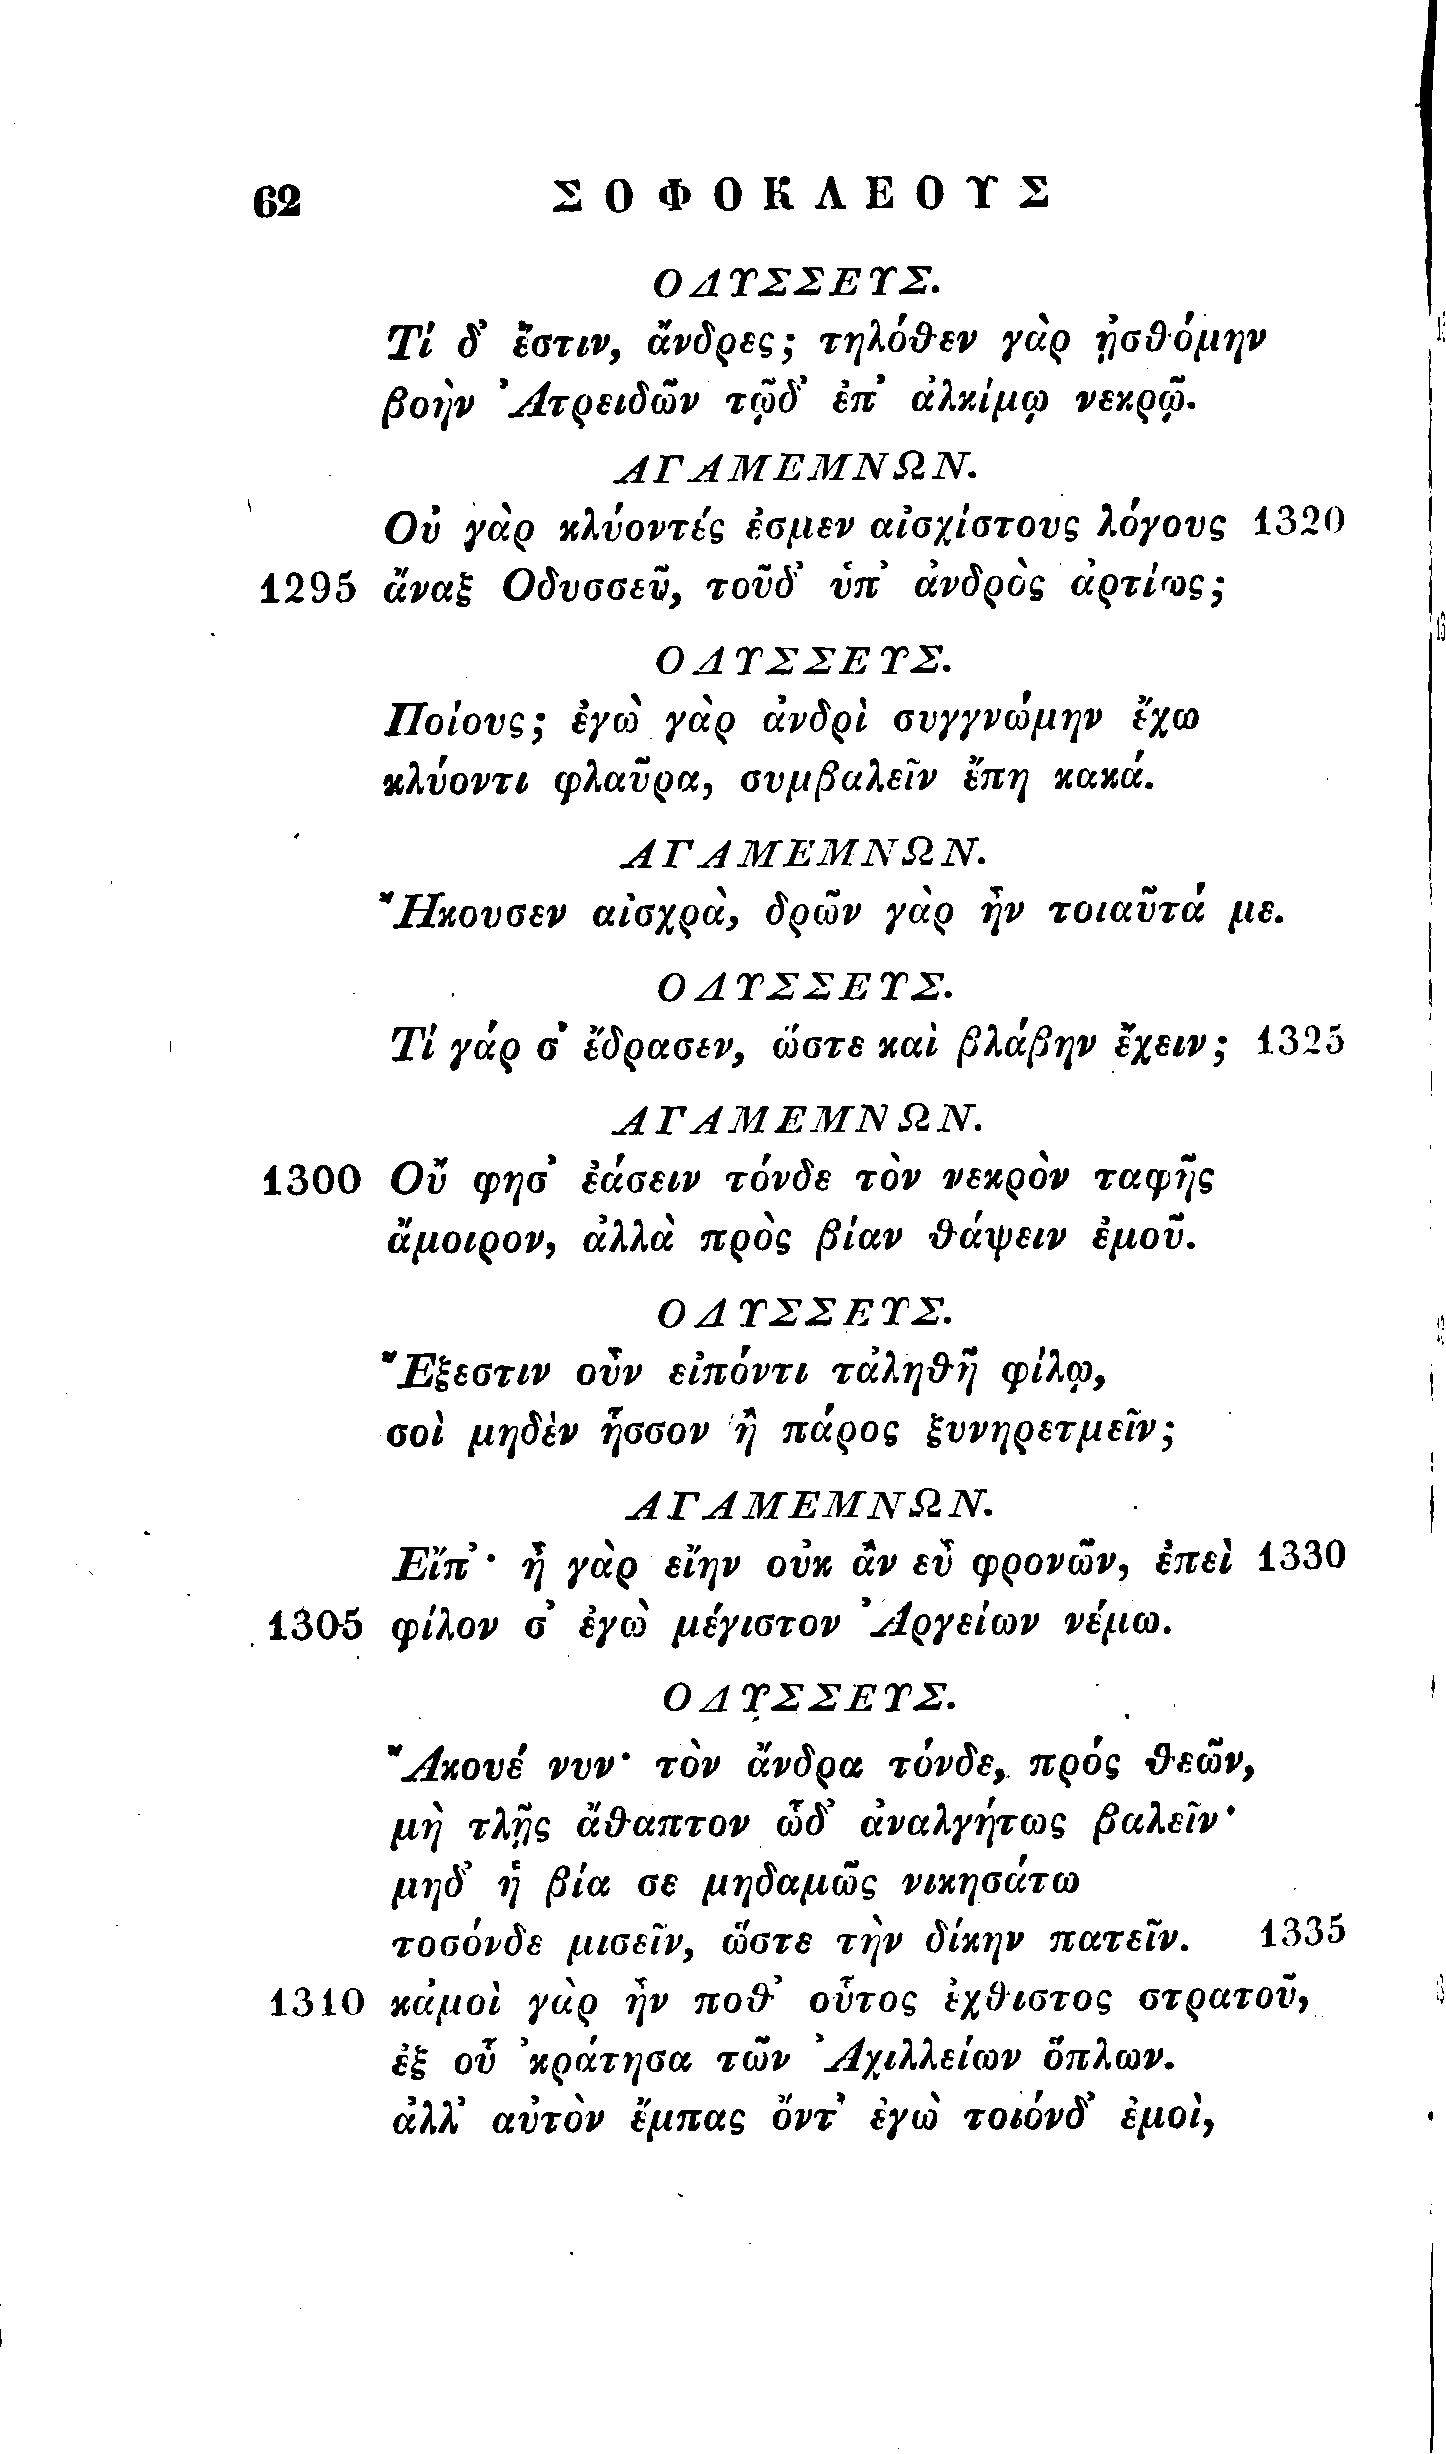 62 ΣΟΦΟΚΛΕΟΥΣ
ΟΔΥΣΣΕΥΣ.
Τί δ' ἔστιν, ἄνδρες; τηλόθεν γὰρ ᾐσθόμην
βοὴν Ἀτρειδῶν τῷδ' ἐπ' ἀλκίμῳ νεκρῷ.
ΑΓΑΜΕΜΝΩΝ.
Οὐ γὰρ κλύοντές ἐσμεν αἰσχίστους λόγους 1320
1295 ἄναξ Οδυσσεῦ, τοῦδ' ὑπ' ἀνδρὸς ἀρτίως;
ΟΔΥΣΣΕΥΣ.
Ποίους; ἐγὼ γὰρ ἀνδρὶ συγγνώμην ἔχω
κλύοντι φλαῦρα, συμβαλεῖν ἔπη κακά.
ΑΓΑΜΕΜΝΩΝ.
Ἤκουσεν αἰσχρὰ, δρῶν γὰρ ἦν τοιαῦτά με.
ΟΔΥΣΣΕΥΣ.
Τί γάρ σ' ἔδρασεν, ὥστε καὶ βλάβην ἔχειν; 1325
ΑΓΑΜΕΜΝΩΝ.
1300 Οὔ φησ' ἐάσειν τόνδε τὸν νεκρὸν ταφῆς
ἄμοιρον, ἀλλὰ πρὸς βίαν θάψειν ἐμοῦ.
ΟΔΥΣΣΕΥΣ.
Ἔξεστιν οὖν εἰπόντι τἀληθῆ φίλῳ,
σοὶ μηδὲν ἧσσον ἢ πάρος ξυνηρετμεῖν;
ΑΓΑΜΕΜΝΩΝ.
Εἴπ'· ἦ γὰρ εἴην οὐκ ἂν εὖ φρονῶν, ἐπεὶ 1330
1305 φίλον σ' ἐγὼ μέγιστον Ἀργείων νέμω.
ΟΔΥΣΣΕΥΣ.
Ἄκουέ νυν· τὸν ἄνδρα τόνδε, πρός θεῶν,
μὴ τλῇς ἄθαπτον ὧδ' ἀναλγήτως βαλεῖν·
μηδ' ἡ βία σε μηδαμῶς νικησάτω
τοσόνδε μισεῖν, ὥστε τὴν δίκην πατεῖν. 1335
1310 κἀμοὶ γὰρ ἦν ποθ' οὗτος ἐχθιστος στρατοῦ,
ἐξ οὗ 'κράτησα τῶν Ἀχιλλείων ὅπλων.
ἀλλ' αὐτὸν ἔμπας ὄντ' ἐγὼ τοιόνδ' ἐμοὶ,